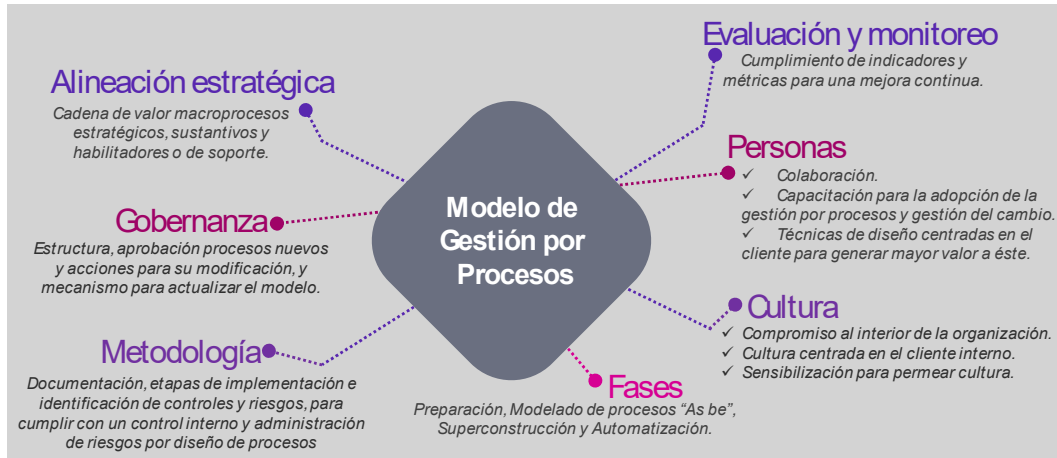 Alineación estratégica
Cadena de valor macroprocesos
estratégicos, sustantivos y
habilitadores o de soporte.
Gobernanza
Estructura, aprobación procesos nuevos
y acciones para su modificación, y
mecanismo para actualizar el modelo.
Metodología
Documentación, etapas de implementación e
identificación de controles y riesgos, para
cumplir con un control interno y administración
de riesgos por diseño de procesos
Modelo de
Gestión por
Procesos
Evaluación y monitoreo
Cumplimiento de indicadores y
métricas para una mejora continua.
Personas
✓ Colaboración.
✓ Capacitación para la adopción de la
gestión por procesos y gestión del cambio.
✓ Técnicas de diseño centradas en el
cliente para generar mayor valor a éste.
Cultura
✓ Compromiso al interior de la organización.
✓ Cultura centrada en el cliente interno.
✓ Sensibilización para permear cultura.
Fases
Preparación, Modelado de procesos “As be”,
Superconstrucción y Automatización.